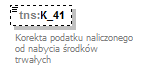 tns:K_41
Korekta podatku naliczonego
od nabycia środków
trwałych